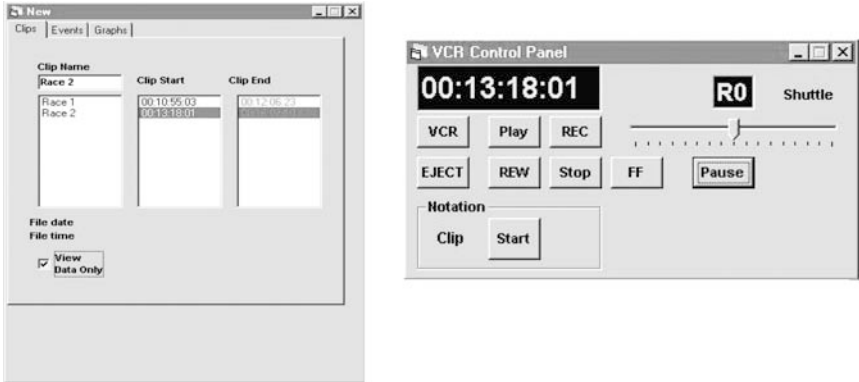 New
Clips Events Graphs
Clip Name
Race 2
Clip Start
Clip End
Race 1
Race 2
00:10:55:03
00:13:18:01
00:12:06:23
File date
File time
View
Data Only
VCR Control Panel
00:13:18:01
R0
Shuttle
VCR Play REC
EJECT REW Stop FF Pause
Notation
Clip Start